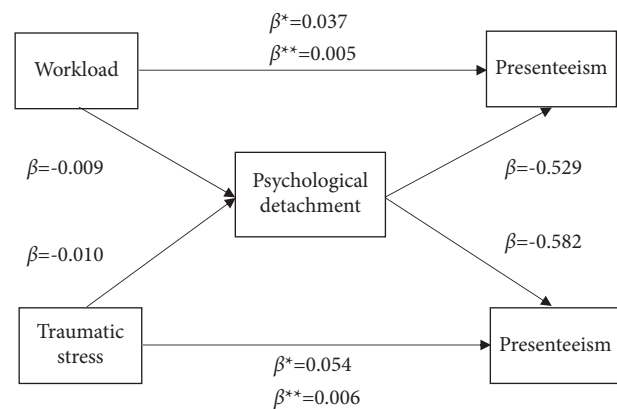 β*=0.037
β**=0.005
Workload
Presenteeism
β=-0.009
Psychological
detachment
β=-0.529
β=-0.010
β=-0.582
Traumatic
stress
Presenteeism
β*=0.054
β**=0.006